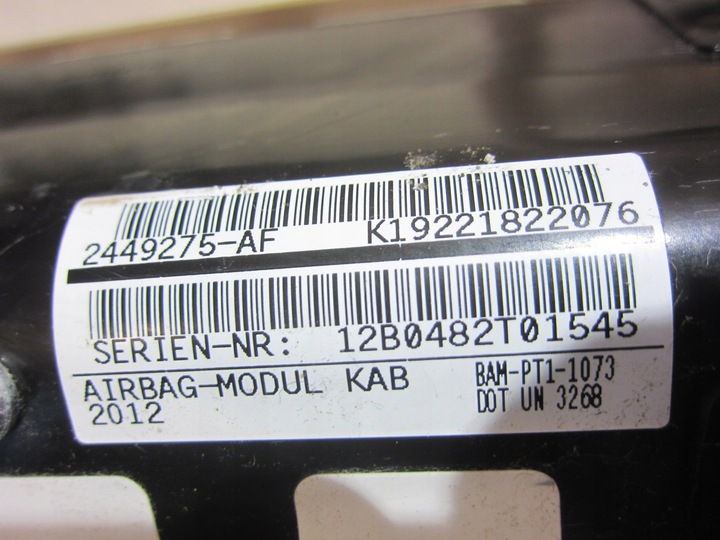 2449275-AF K19221822076
SERIEN-NR: 12B0482T01545
AIRBAG-MODUL KAB
2012
BAM-PT1-1073
DOT UN 3268